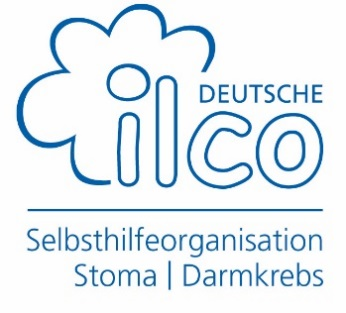 DEUTSCHE
ilco
Selbsthilfeorganisation
Stoma | Darmkrebs